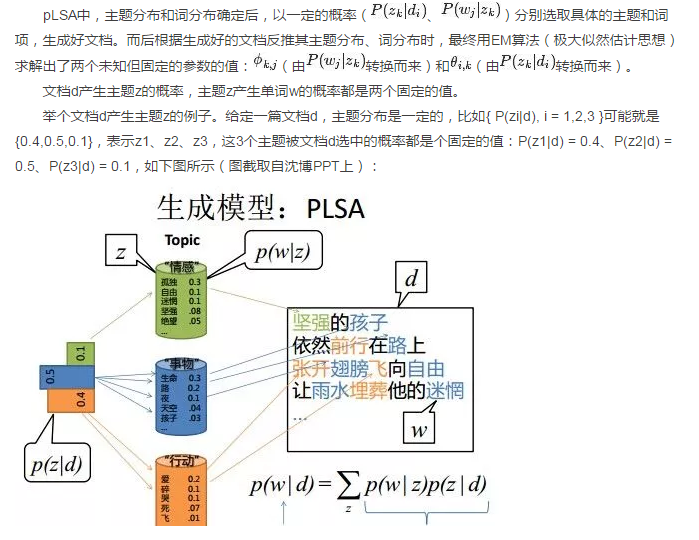 pLSA中，主题分布和词分布确定后，以一定的概率（P(z_k|d_i)、P(w_j|z_k)）分别选取具体的主题和词
项，生成好文档。而后根据生成好的文档反推其主题分布、词分布时，最终用EM算法（极大似然估计思想）
求解出了两个未知但固定的参数的值：ϕ_{k,j}（由P(w_j|z_k)转换而来）和θ_{i,k}（由P(z_k|d_i)转换而来）。
文档d产生主题z的概率，主题z产生单词w的概率都是两个固定的值。
举个文档d产生主题z的例子。给定一篇文档d，主题分布是一定的，比如{ P(zi|d), i = 1,2,3 }可能就是
{0.4,0.5,0.1}，表示z1、z2、z3，这3个主题被文档d选中的概率都是个固定的值：P(z1|d) = 0.4、P(z2|d) =
0.5、P(z3|d) = 0.1，如下图所示（图截取自沈博PPT上）：
生成模型：PLSA
Topic
z
p(w|z)
"情感"
孤独 0.3
自由 0.1
迷惘 0.1
坚强 .08
绝望 .05
...
"事物"
生命 0.3
路 0.2
夜 0.1
天空 .04
孩子 .03
...
"行动"
爱 0.2
碎 0.1
哭 0.1
死 .07
飞 .01
0.1
0.5
0.4
p(z|d)
d
坚强的孩子
依然前行在路上
张开翅膀飞向自由
让雨水埋葬他的迷惘
...
w
p(w|d) = ∑_z p(w|z)p(z|d)